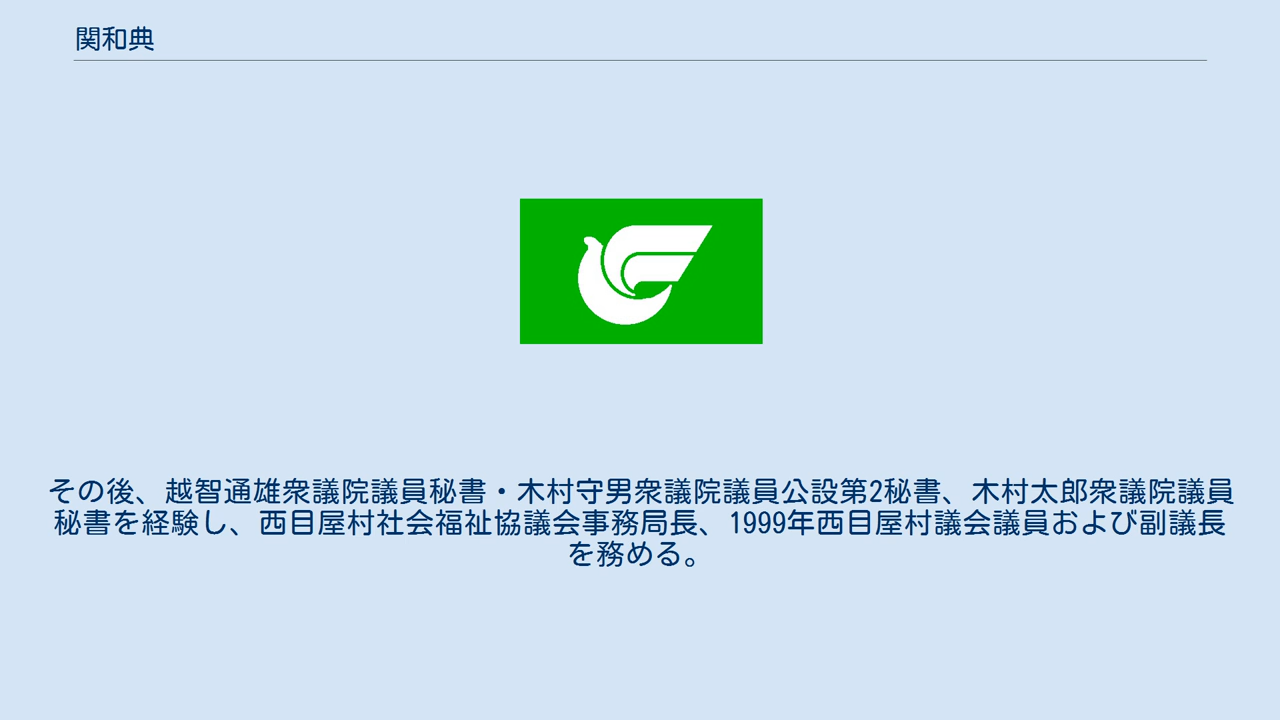 関和典
その後、越智通雄衆議院議員秘書・木村守男衆議院議員公設第2秘書、木村太郎衆議院議員
秘書を経験し、西目屋村社会福祉協議会事務局長、1999年西目屋村議会議員および副議長
を務める。